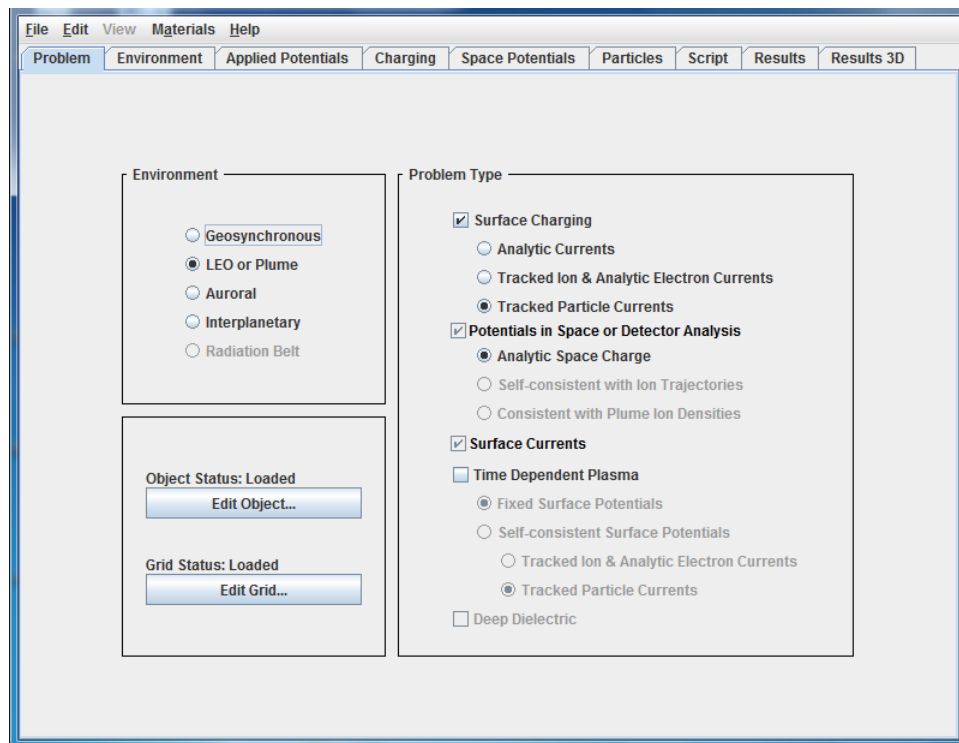 File Edit View Materials Help
Problem Environment Applied Potentials Charging Space Potentials Particles Script Results Results 3D
Environment
Geosynchronous
LEO or Plume
Auroral
Interplanetary
Radiation Belt
Object Status: Loaded
Edit Object...
Grid Status: Loaded
Edit Grid...
Problem Type
Surface Charging
Analytic Currents
Tracked Ion & Analytic Electron Currents
Tracked Particle Currents
Potentials in Space or Detector Analysis
Analytic Space Charge
Self-consistent with Ion Trajectories
Consistent with Plume Ion Densities
Surface Currents
Time Dependent Plasma
Fixed Surface Potentials
Self-consistent Surface Potentials
Tracked Ion & Analytic Electron Currents
Tracked Particle Currents
Deep Dielectric